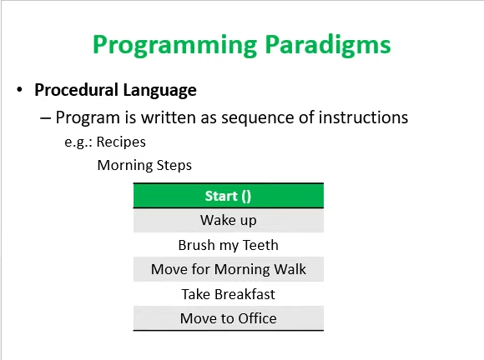 Programming Paradigms
• Procedural Language
– Program is written as sequence of instructions
e.g.: Recipes
Morning Steps
Start ()
Wake up
Brush my Teeth
Move for Morning Walk
Take Breakfast
Move to Office